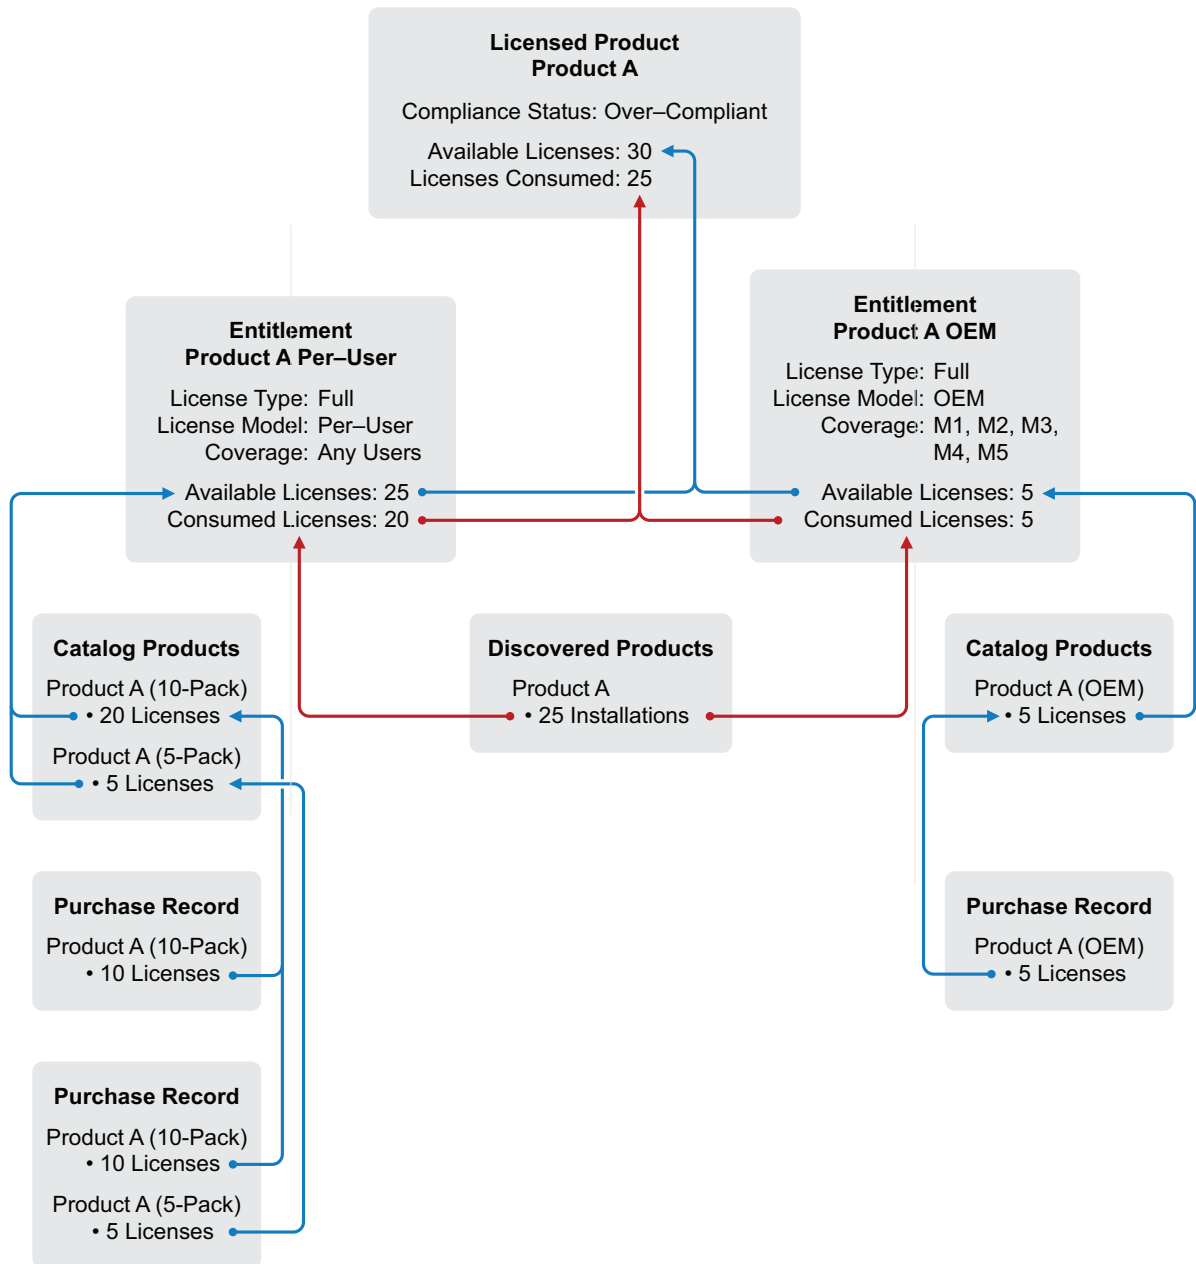 Licensed Product
Product A
Compliance Status: Over–Compliant
Available Licenses: 30
Licenses Consumed: 25
Entitlement
Product A Per–User
License Type: Full
License Model: Per–User
Coverage: Any Users
Available Licenses: 25
Consumed Licenses: 20
Entitlement
Product A OEM
License Type: Full
License Model: OEM
Coverage: M1, M2, M3,
M4, M5
Available Licenses: 5
Consumed Licenses: 5
Catalog Products
Product A (10-Pack)
• 20 Licenses
Product A (5-Pack)
• 5 Licenses
Discovered Products
Product A
• 25 Installations
Catalog Products
Product A (OEM)
• 5 Licenses
Purchase Record
Product A (10-Pack)
• 10 Licenses
Purchase Record
Product A (OEM)
• 5 Licenses
Purchase Record
Product A (10-Pack)
• 10 Licenses
Product A (5-Pack)
• 5 Licenses